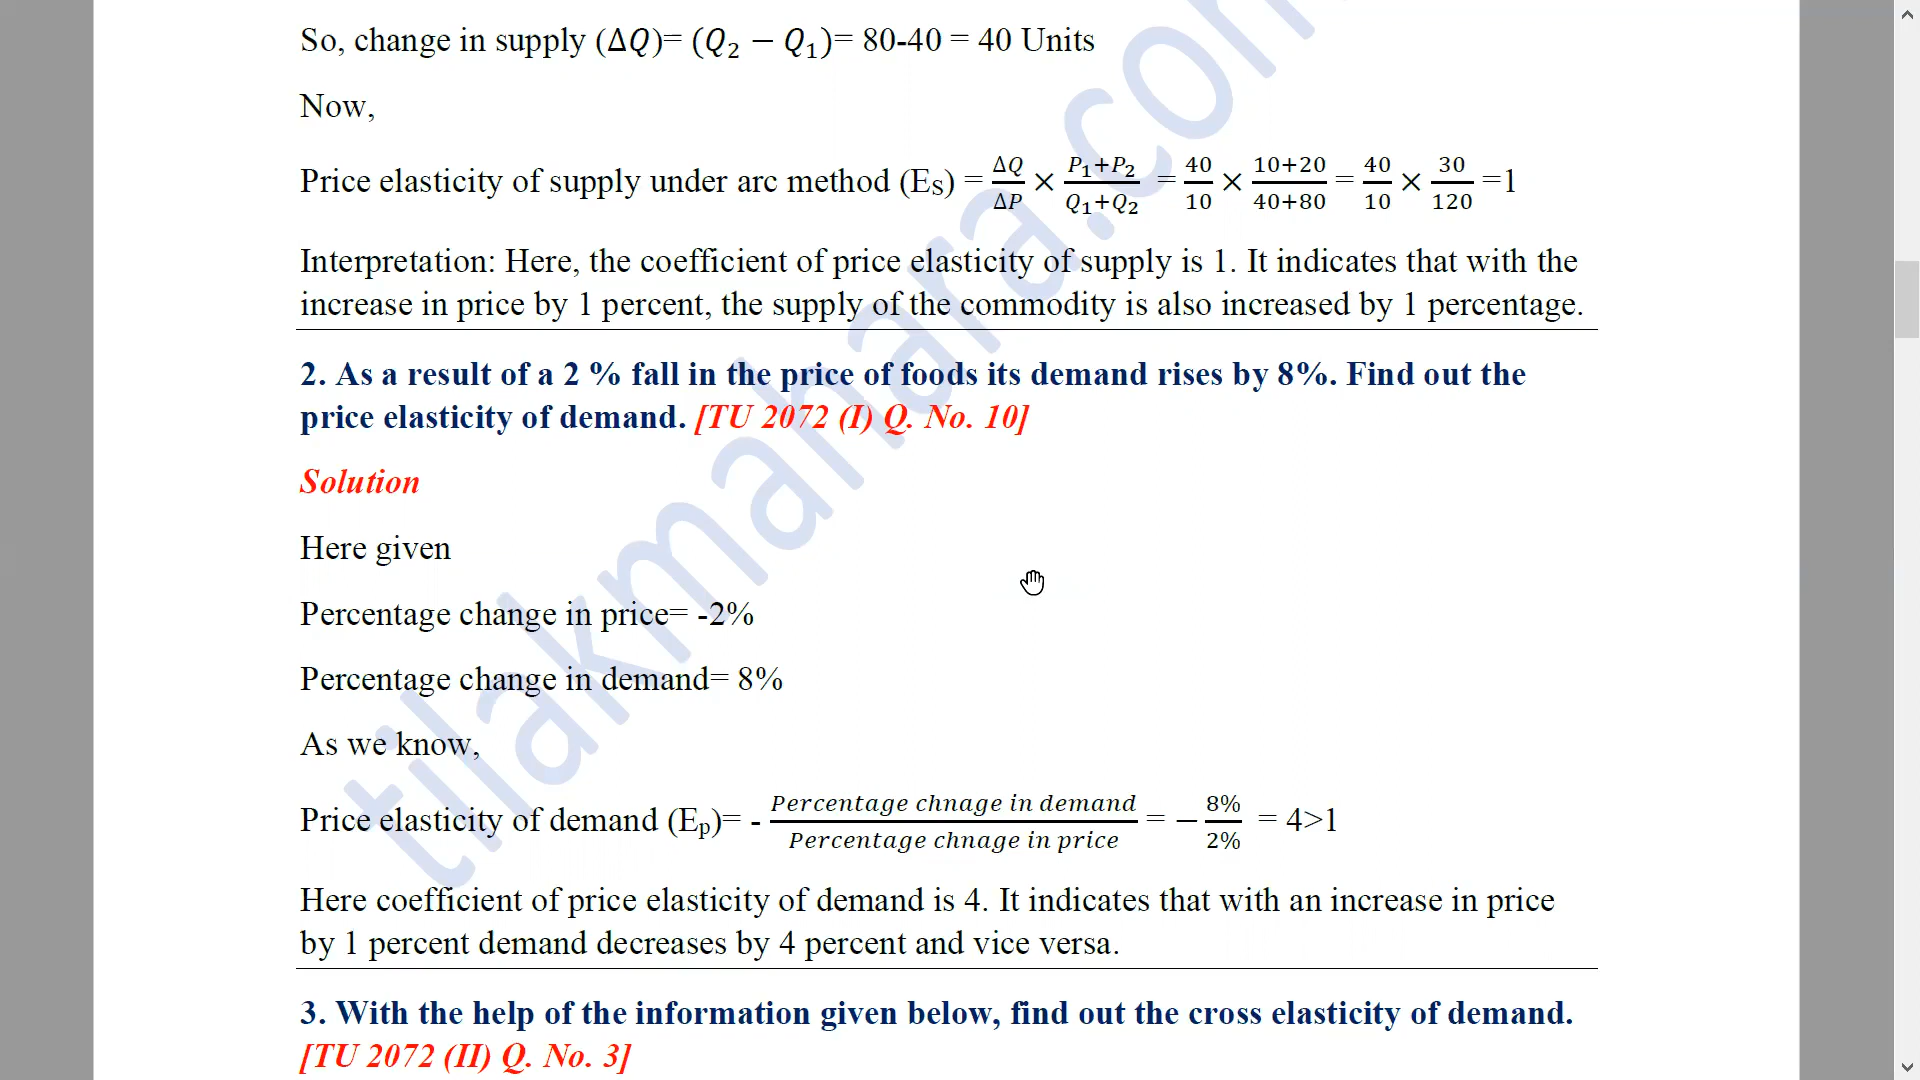 So, change in supply (ΔQ)= (Q₂ − Q₁)= 80-40 = 40 Units
Now,
Price elasticity of supply under arc method (E_S) = ΔQ/ΔP × P₁+P₂/Q₁+Q₂ = 40/10 × 10+20/40+80 = 40/10 × 30/120 =1
Interpretation: Here, the coefficient of price elasticity of supply is 1. It indicates that with the
increase in price by 1 percent, the supply of the commodity is also increased by 1 percentage.
2. As a result of a 2 % fall in the price of foods its demand rises by 8%. Find out the
price elasticity of demand. [TU 2072 (I) Q. No. 10]
Solution
Here given
Percentage change in price= -2%
Percentage change in demand= 8%
As we know,
Price elasticity of demand (Eₚ)= - Percentage chnage in demand/Percentage chnage in price = − 8%/2% = 4>1
Here coefficient of price elasticity of demand is 4. It indicates that with an increase in price
by 1 percent demand decreases by 4 percent and vice versa.
3. With the help of the information given below, find out the cross elasticity of demand.
[TU 2072 (II) Q. No. 3]
tilakmahara.com